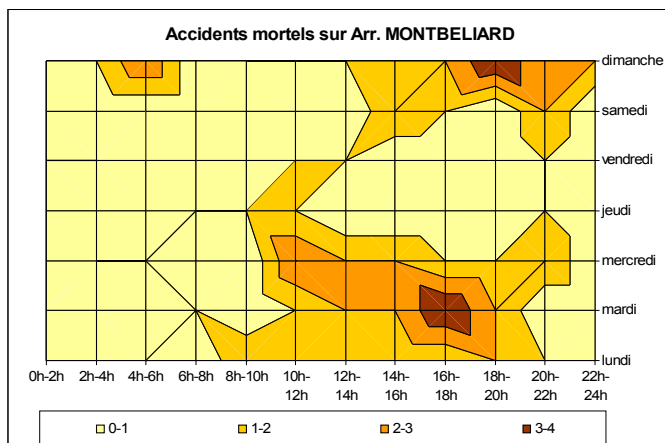 Accidents mortels sur Arr. MONTBELIARD
dimanche
samedi
vendredi
jeudi
mercredi
mardi
lundi
0h-2h 2h-4h 4h-6h 6h-8h 8h-10h 10h- 12h- 14h- 16h- 18h- 20h- 22h-
12h 14h 16h 18h 20h 22h 24h
0-1 1-2 2-3 3-4